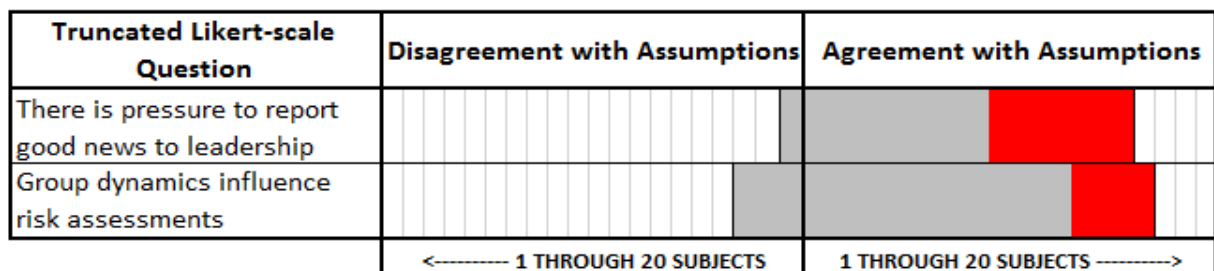 Truncated Likert-scale
Question
Disagreement with Assumptions
Agreement with Assumptions
There is pressure to report
good news to leadership
Group dynamics influence
risk assessments
<---------- 1 THROUGH 20 SUBJECTS
1 THROUGH 20 SUBJECTS ---------->